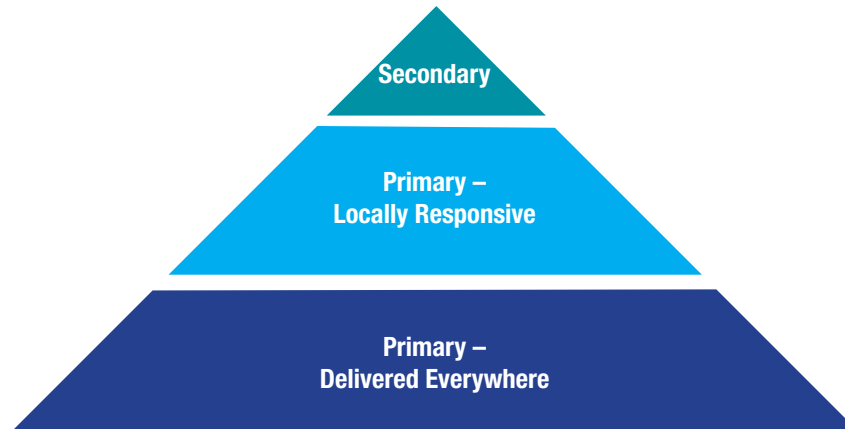 Secondary
Primary –
Locally Responsive
Primary –
Delivered Everywhere